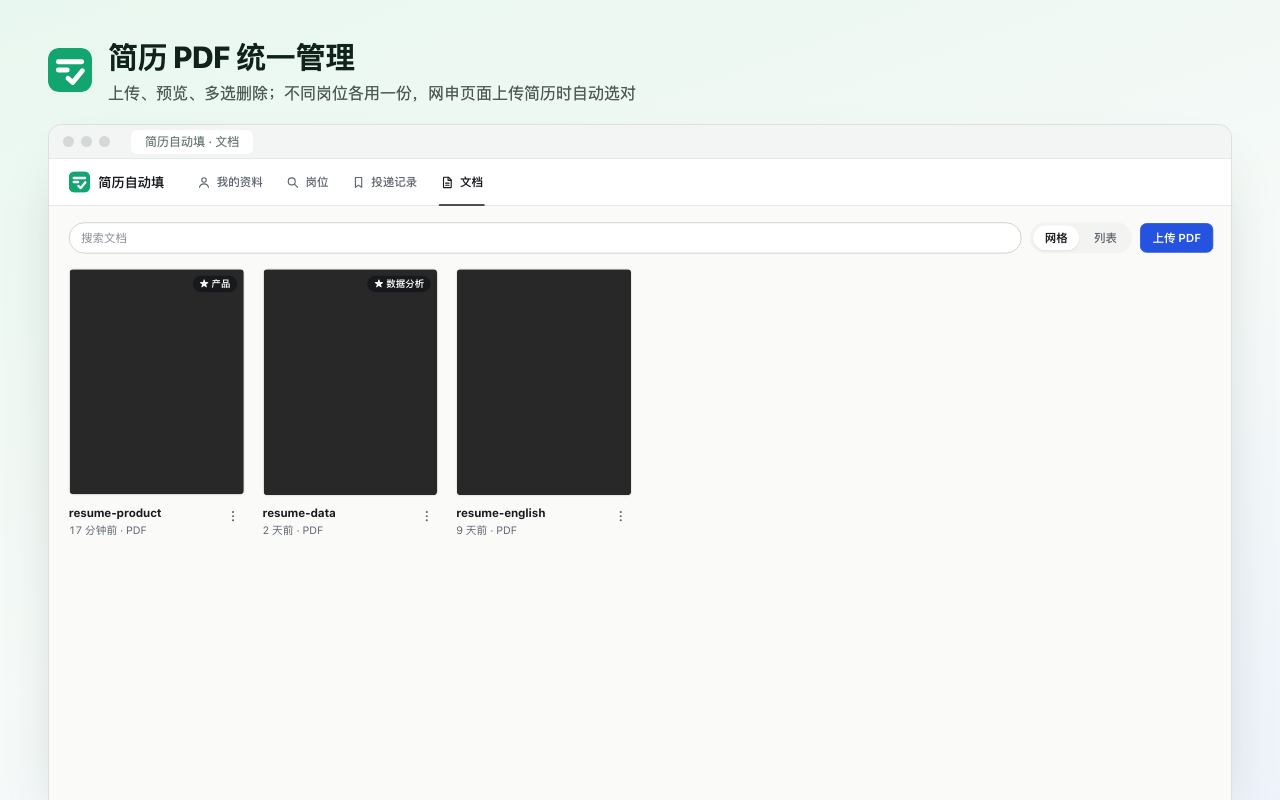 简历 PDF 统一管理
上传、预览、多选删除；不同岗位各用一份，网申页面上传简历时自动选对
简历自动填 · 文档
简历自动填
我的资料
岗位
投递记录
文档
搜索文档
网格
列表
上传 PDF
产品
数据分析
resume-product
17 分钟前 · PDF
resume-data
2 天前 · PDF
resume-english
9 天前 · PDF